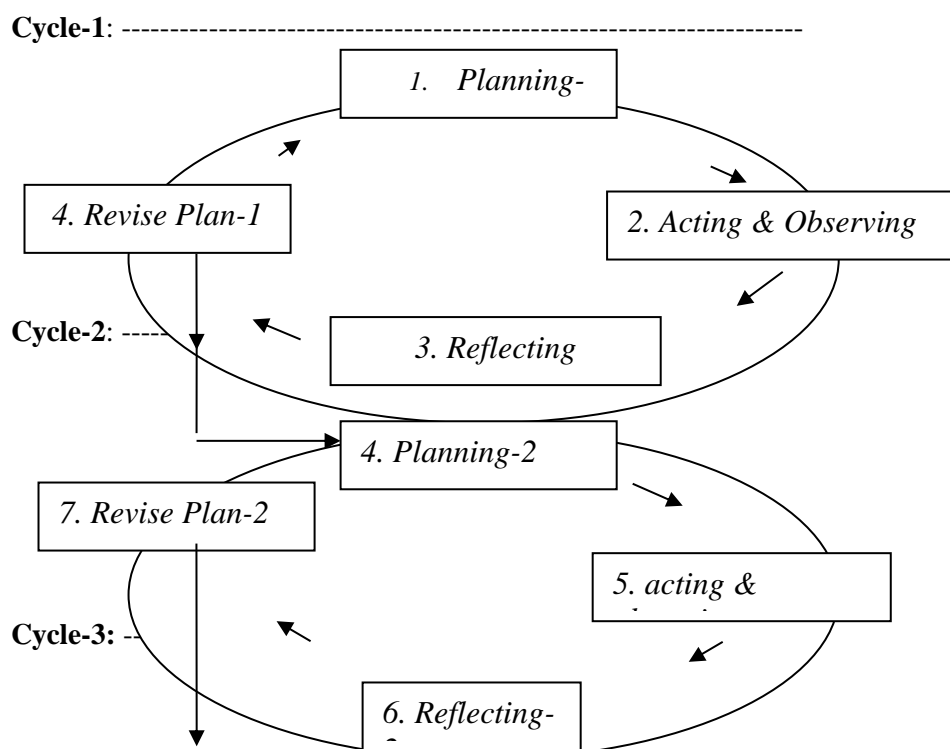 Cycle-1: -------------------------------------------------------------------
1. Planning-
4. Revise Plan-1
2. Acting & Observing
Cycle-2: -----
3. Reflecting
4. Planning-2
7. Revise Plan-2
5. acting &
Cycle-3: --
6. Reflecting-